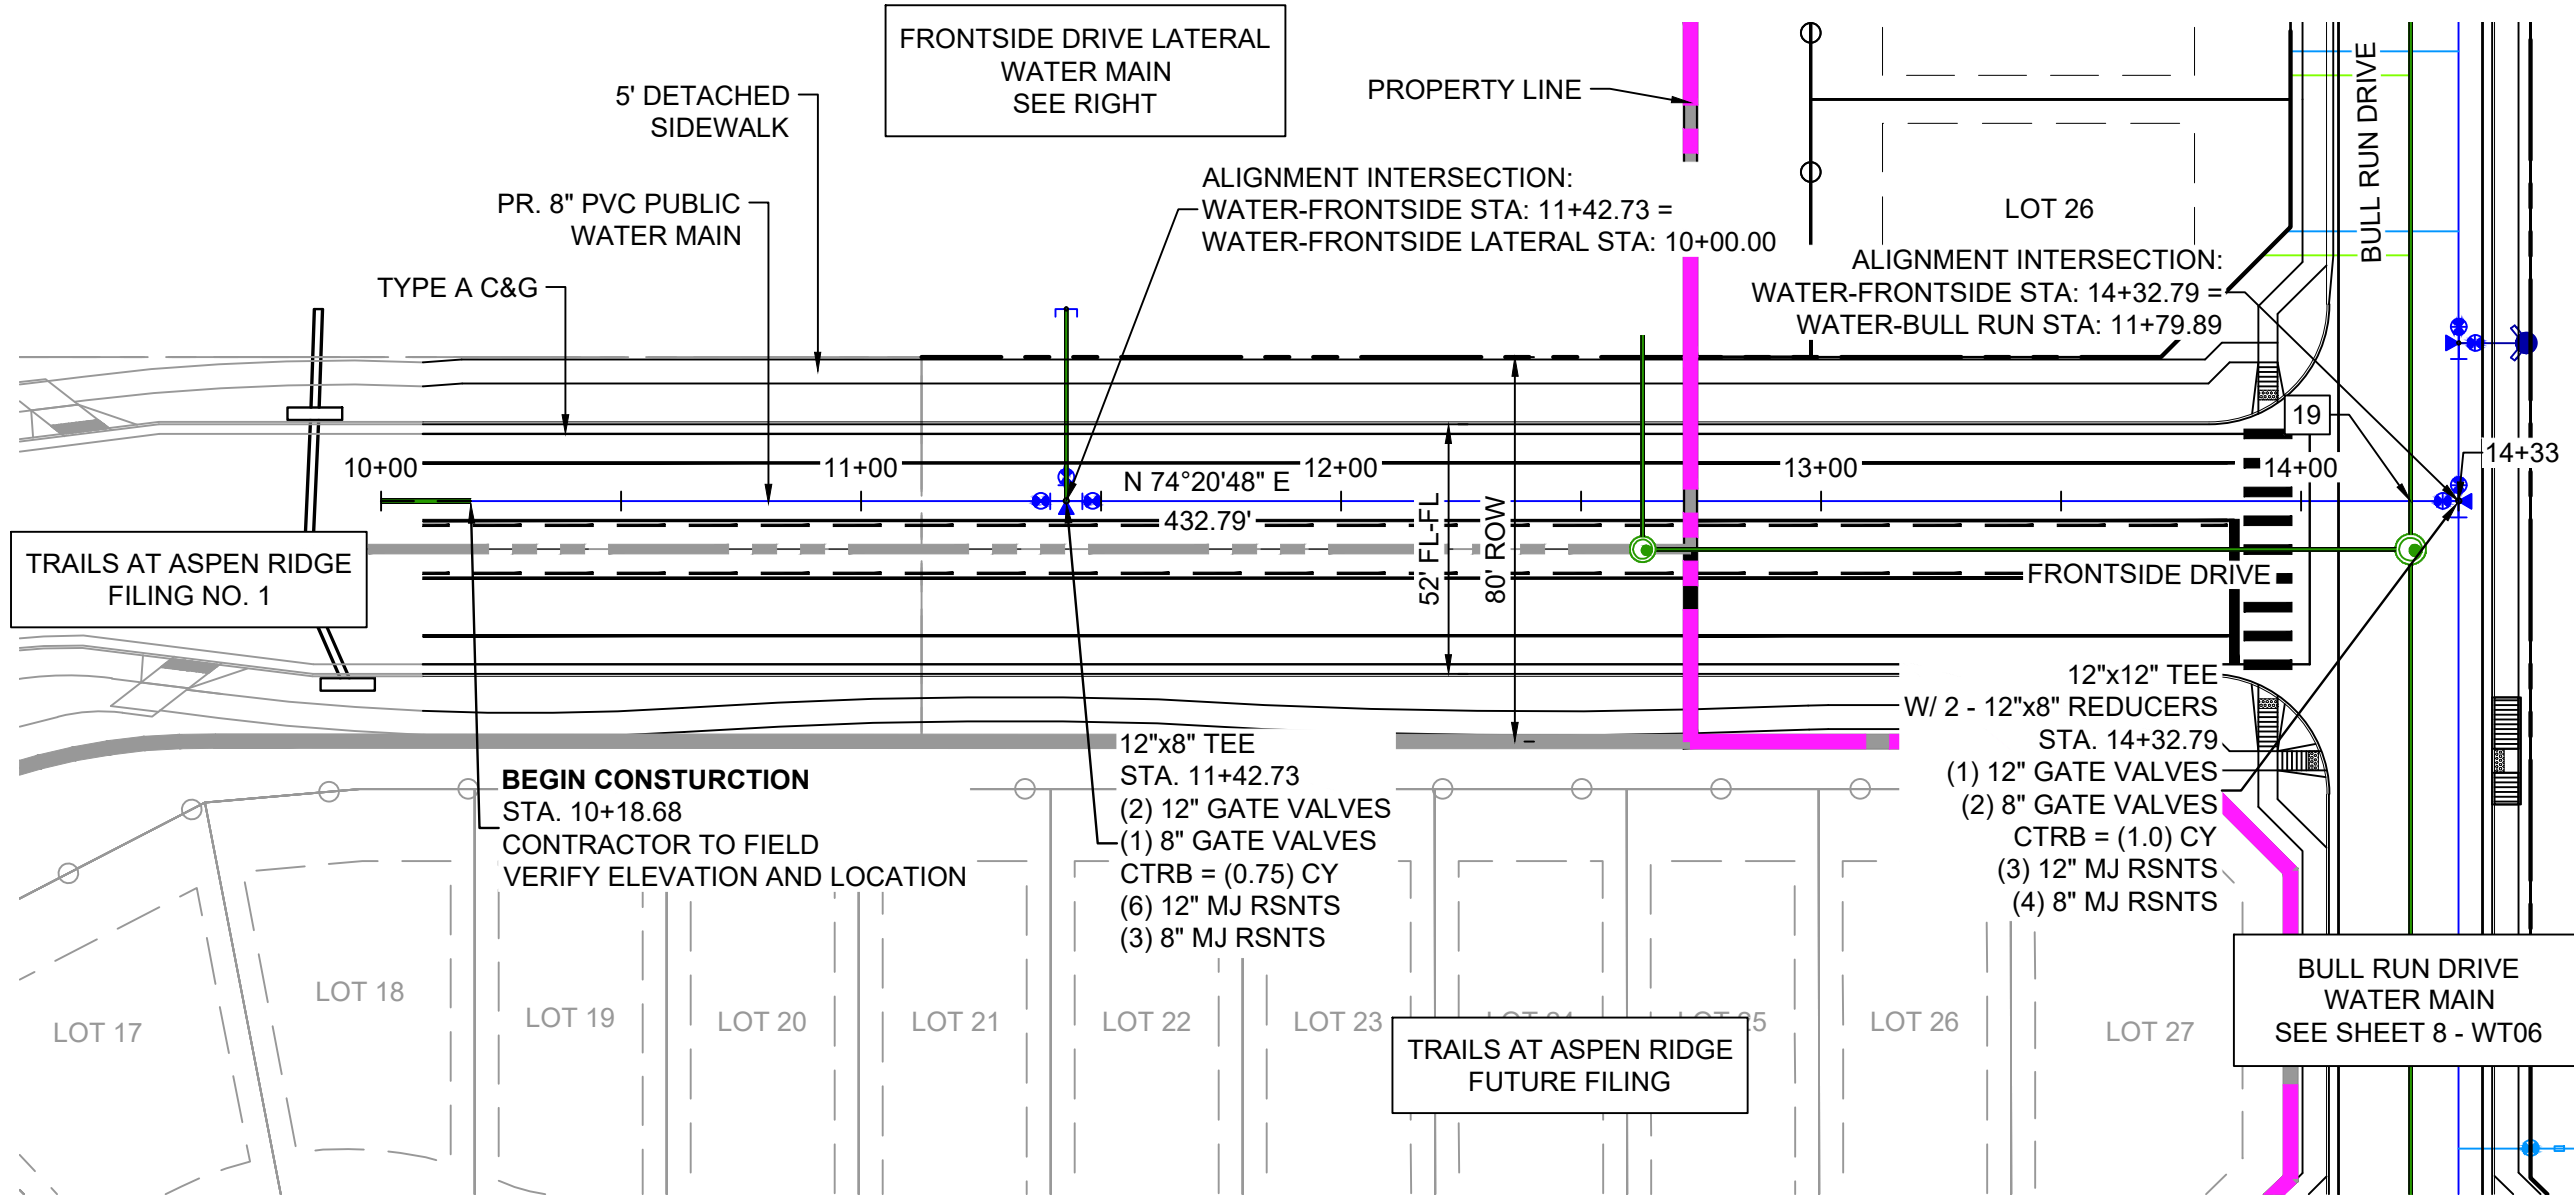 FRONTSIDE DRIVE LATERAL
WATER MAIN
SEE RIGHT
5' DETACHED
SIDEWALK
PROPERTY LINE
BULL RUN DRIVE
PR. 8" PVC PUBLIC
WATER MAIN
ALIGNMENT INTERSECTION:
WATER-FRONTSIDE STA: 11+42.73 =
WATER-FRONTSIDE LATERAL STA: 10+00.00
LOT 26
TYPE A C&G
ALIGNMENT INTERSECTION:
WATER-FRONTSIDE STA: 14+32.79 =
WATER-BULL RUN STA: 11+79.89
19
14+33
10+00
11+00
12+00
13+00
14+00
N 74°20'48" E
432.79'
52' FL-FL
80' ROW
TRAILS AT ASPEN RIDGE
FILING NO. 1
FRONTSIDE DRIVE
12"x12" TEE
W/ 2 - 12"x8" REDUCERS
STA. 14+32.79
(1) 12" GATE VALVES
(2) 8" GATE VALVES
CTRB = (1.0) CY
(3) 12" MJ RSNTS
(4) 8" MJ RSNTS
12"x8" TEE
STA. 11+42.73
(2) 12" GATE VALVES
(1) 8" GATE VALVES
CTRB = (0.75) CY
(6) 12" MJ RSNTS
(3) 8" MJ RSNTS
BEGIN CONSTURCTION
STA. 10+18.68
CONTRACTOR TO FIELD
VERIFY ELEVATION AND LOCATION
BULL RUN DRIVE
WATER MAIN
SEE SHEET 8 - WT06
LOT 17
LOT 18
LOT 19
LOT 20
LOT 21
LOT 22
LOT 23
LOT 26
LOT 27
TRAILS AT ASPEN RIDGE
FUTURE FILING